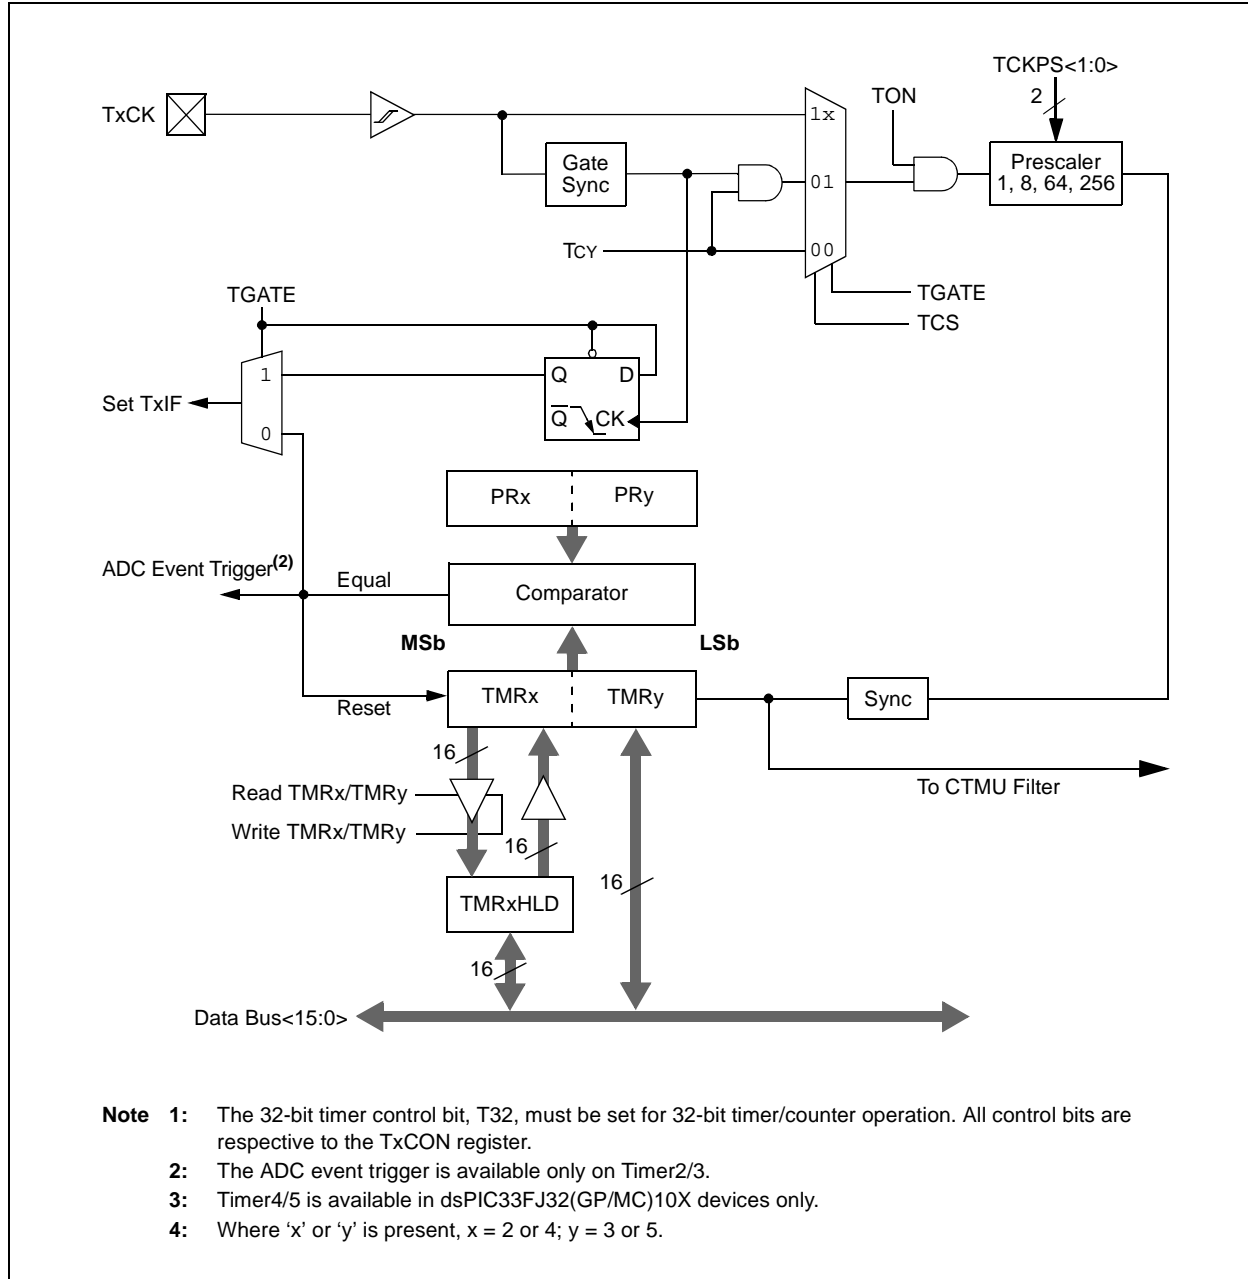 TCKPS<1:0>
2
TON
TxCK
1x
Prescaler
1, 8, 64, 256
Gate
Sync
01
TCY
00
TGATE
TCS
TGATE
1
Q
D
Set TxIF
Q
CK
0
PRx
PRy
ADC Event Trigger(2)
Equal
Comparator
MSb
LSb
TMRx
TMRy
Sync
Reset
16
To CTMU Filter
Read TMRx/TMRy
Write TMRx/TMRy
16
16
TMRxHLD
16
Data Bus<15:0>
Note 1: The 32-bit timer control bit, T32, must be set for 32-bit timer/counter operation. All control bits are
respective to the TxCON register.
2: The ADC event trigger is available only on Timer2/3.
3: Timer4/5 is available in dsPIC33FJ32(GP/MC)10X devices only.
4: Where ‘x’ or ‘y’ is present, x = 2 or 4; y = 3 or 5.